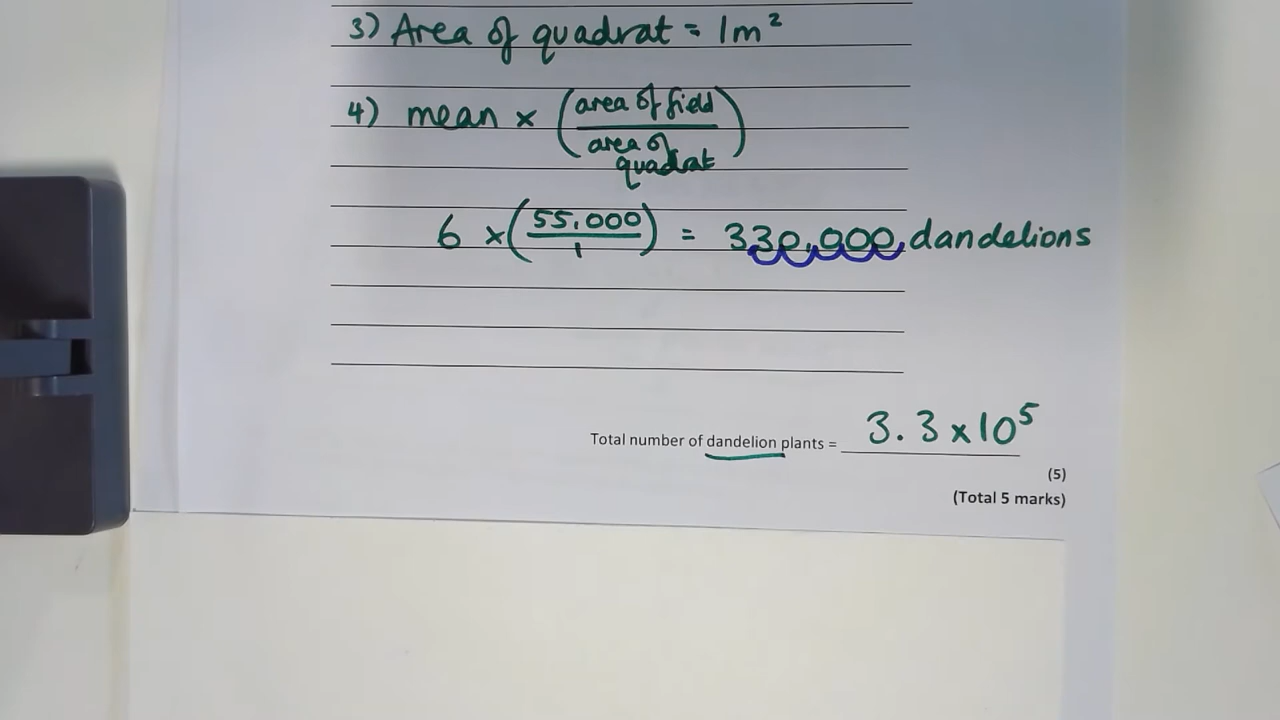 3) Area of quadrat = 1m²
4) mean × (area of field / area of quadrat)
6 × (55,000 / 1) = 330,000 dandelions
Total number of dandelion plants = 3.3 × 10⁵
(5)
(Total 5 marks)